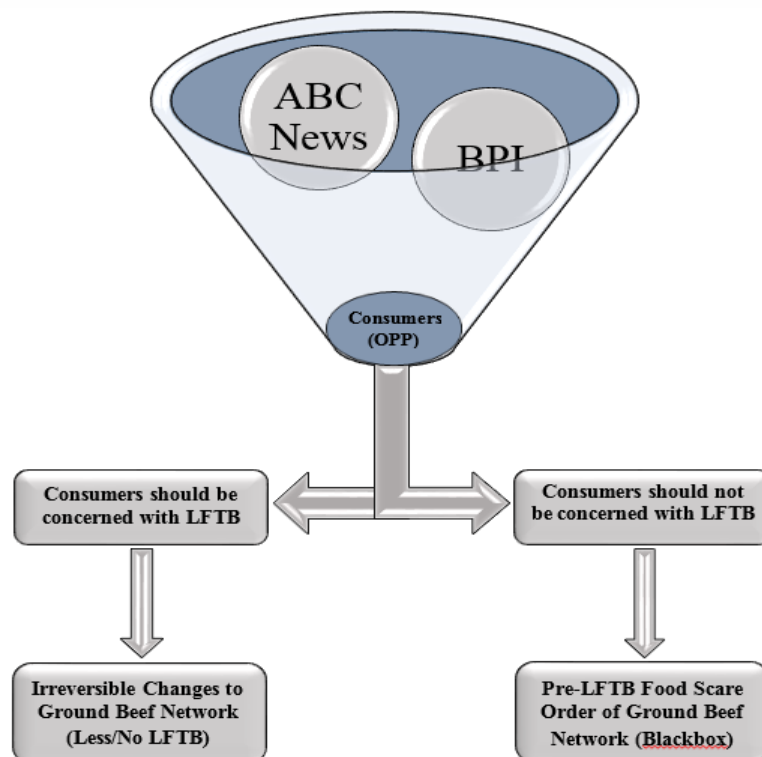 ABC
News
BPI
Consumers
(OPP)
Consumers should be
concerned with LFTB
Consumers should not
be concerned with LFTB
Irreversible Changes to
Ground Beef Network
(Less/No LFTB)
Pre-LFTB Food Scare
Order of Ground Beef
Network (Blackbox)